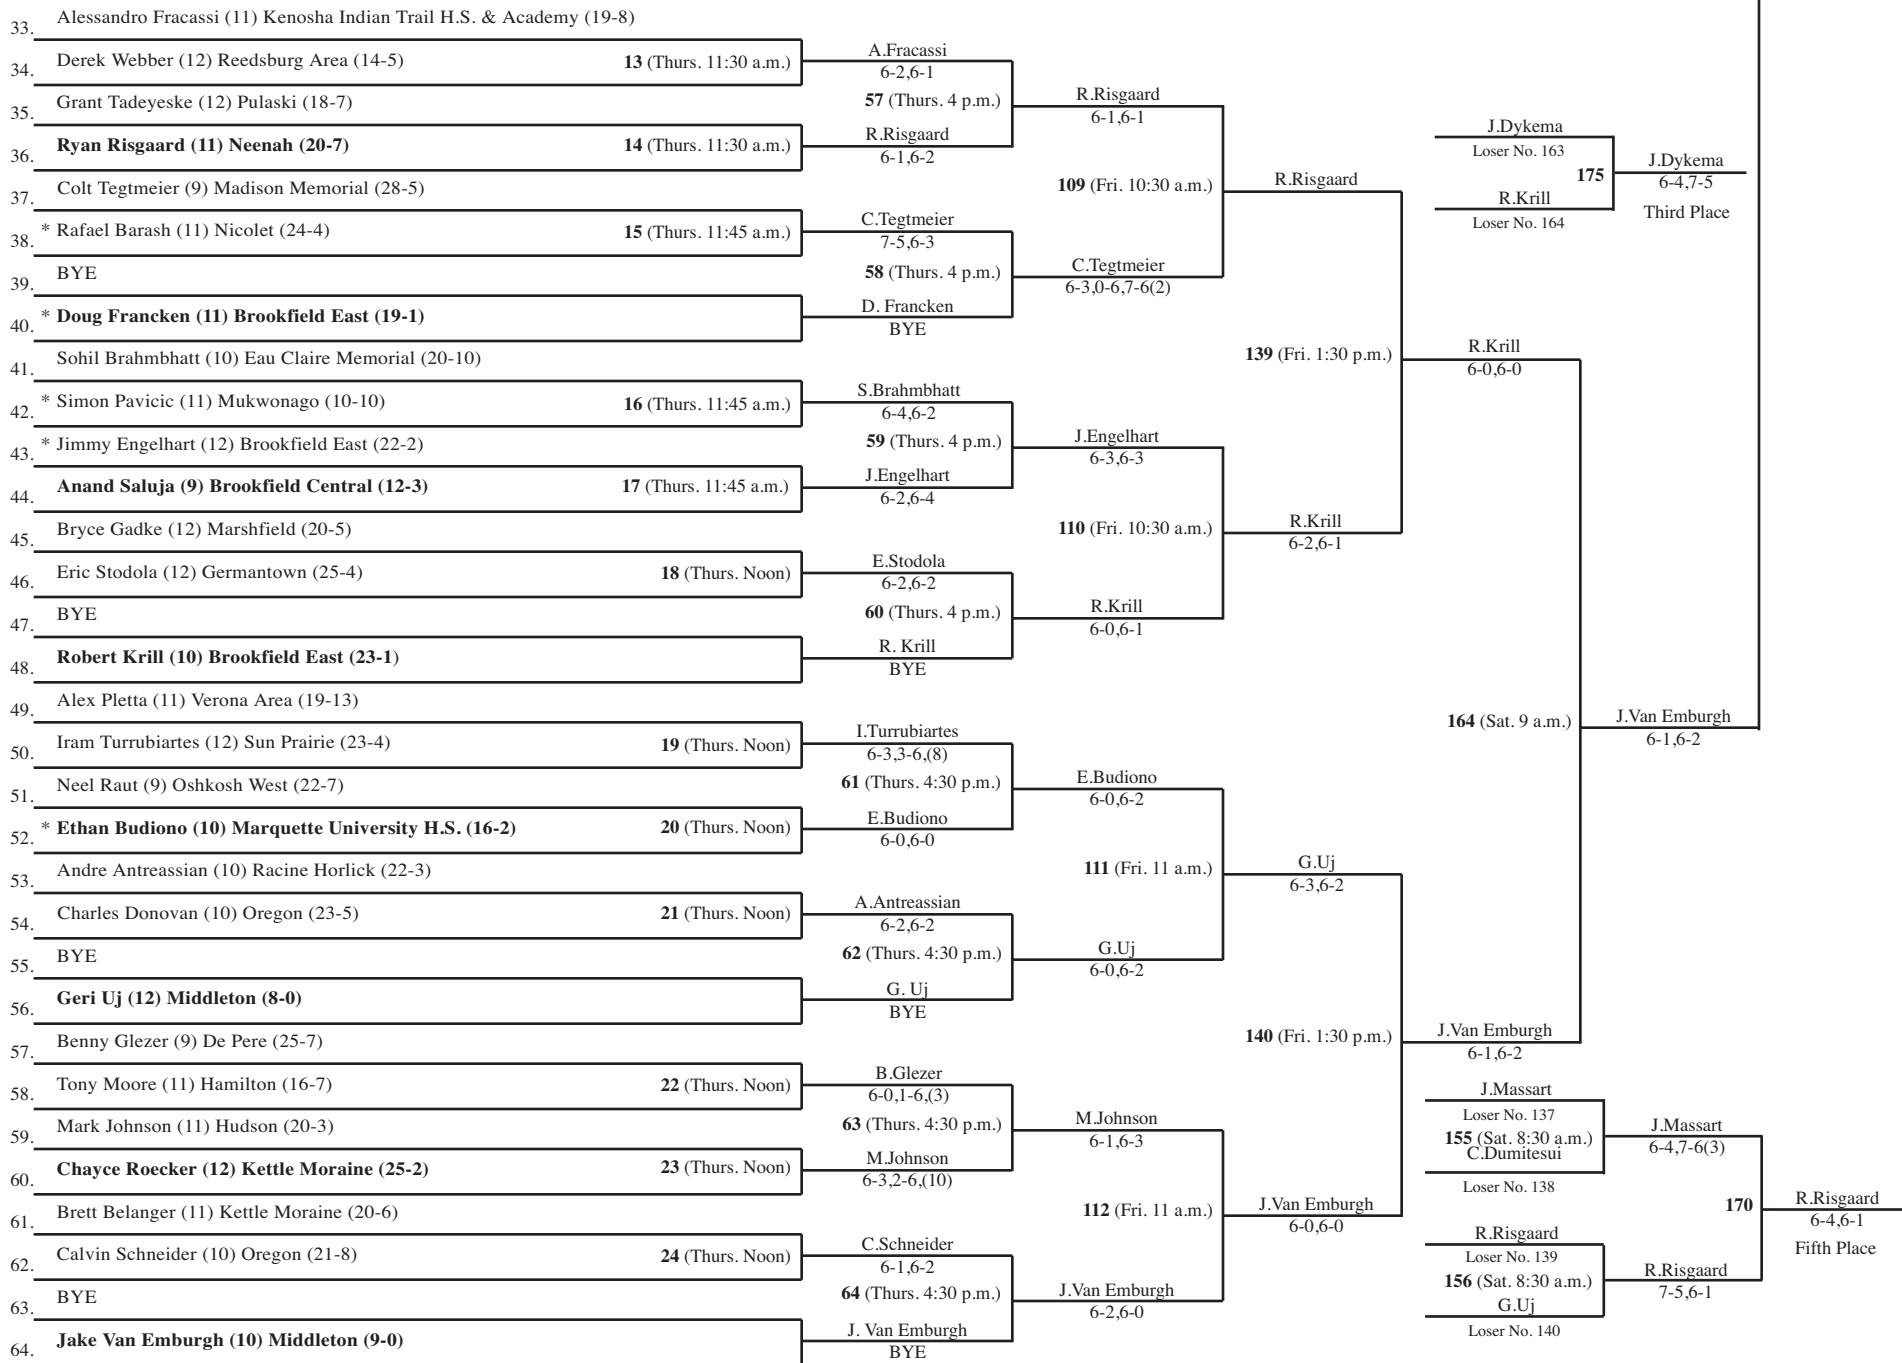 33. Alessandro Fracassi (11) Kenosha Indian Trail H.S. & Academy (19-8)
34. Derek Webber (12) Reedsburg Area (14-5)
13 (Thurs. 11:30 a.m.)
35. Grant Tadeyeske (12) Pulaski (18-7)
36. Ryan Risgaard (11) Neenah (20-7)
14 (Thurs. 11:30 a.m.)
37. Colt Tegtmeier (9) Madison Memorial (28-5)
38. * Rafael Barash (11) Nicolet (24-4)
15 (Thurs. 11:45 a.m.)
39. BYE
40. * Doug Francken (11) Brookfield East (19-1)
41. Sohil Brahmbhatt (10) Eau Claire Memorial (20-10)
42. * Simon Pavicic (11) Mukwonago (10-10)
16 (Thurs. 11:45 a.m.)
43. * Jimmy Engelhart (12) Brookfield East (22-2)
44. Anand Saluja (9) Brookfield Central (12-3)
17 (Thurs. 11:45 a.m.)
45. Bryce Gadke (12) Marshfield (20-5)
46. Eric Stodola (12) Germantown (25-4)
18 (Thurs. Noon)
47. BYE
48. Robert Krill (10) Brookfield East (23-1)
49. Alex Pletta (11) Verona Area (19-13)
50. Iram Turrubiartes (12) Sun Prairie (23-4)
19 (Thurs. Noon)
51. Neel Raut (9) Oshkosh West (22-7)
52. * Ethan Budiono (10) Marquette University H.S. (16-2)
20 (Thurs. Noon)
53. Andre Antreassian (10) Racine Horlick (22-3)
54. Charles Donovan (10) Oregon (23-5)
21 (Thurs. Noon)
55. BYE
56. Geri Uj (12) Middleton (8-0)
57. Benny Glezer (9) De Pere (25-7)
58. Tony Moore (11) Hamilton (16-7)
22 (Thurs. Noon)
59. Mark Johnson (11) Hudson (20-3)
60. Chayce Roecker (12) Kettle Moraine (25-2)
23 (Thurs. Noon)
61. Brett Belanger (11) Kettle Moraine (20-6)
62. Calvin Schneider (10) Oregon (21-8)
24 (Thurs. Noon)
63. BYE
64. Jake Van Emburgh (10) Middleton (9-0)
A.Fracassi
6-2,6-1
57 (Thurs. 4 p.m.)
R.Risgaard
6-1,6-2
C.Tegtmeier
7-5,6-3
58 (Thurs. 4 p.m.)
D. Francken
BYE
S.Brahmbhatt
6-4,6-2
59 (Thurs. 4 p.m.)
J.Engelhart
6-2,6-4
E.Stodola
6-2,6-2
60 (Thurs. 4 p.m.)
R. Krill
BYE
I.Turrubiartes
6-3,3-6,(8)
61 (Thurs. 4:30 p.m.)
E.Budiono
6-0,6-0
A.Antreassian
6-2,6-2
62 (Thurs. 4:30 p.m.)
G. Uj
BYE
B.Glezer
6-0,1-6,(3)
63 (Thurs. 4:30 p.m.)
M.Johnson
6-3,2-6,(10)
C.Schneider
6-1,6-2
64 (Thurs. 4:30 p.m.)
J. Van Emburgh
BYE
R.Risgaard
6-1,6-1
109 (Fri. 10:30 a.m.)
C.Tegtmeier
6-3,0-6,7-6(2)
J.Engelhart
6-3,6-3
110 (Fri. 10:30 a.m.)
R.Krill
6-0,6-1
E.Budiono
6-0,6-2
111 (Fri. 11 a.m.)
G.Uj
6-0,6-2
M.Johnson
6-1,6-3
112 (Fri. 11 a.m.)
J.Van Emburgh
6-2,6-0
R.Risgaard
139 (Fri. 1:30 p.m.)
R.Krill
6-2,6-1
G.Uj
6-3,6-2
140 (Fri. 1:30 p.m.)
J.Van Emburgh
6-0,6-0
R.Krill
6-0,6-0
164 (Sat. 9 a.m.)
J.Van Emburgh
6-1,6-2
J.Van Emburgh
6-1,6-2
J.Dykema
Loser No. 163
175
R.Krill
Loser No. 164
J.Dykema
6-4,7-5
Third Place
J.Massart
Loser No. 137
155 (Sat. 8:30 a.m.)
C.Dumitesui
Loser No. 138
J.Massart
6-4,7-6(3)
170
R.Risgaard
Loser No. 139
156 (Sat. 8:30 a.m.)
G.Uj
Loser No. 140
R.Risgaard
7-5,6-1
R.Risgaard
6-4,6-1
Fifth Place